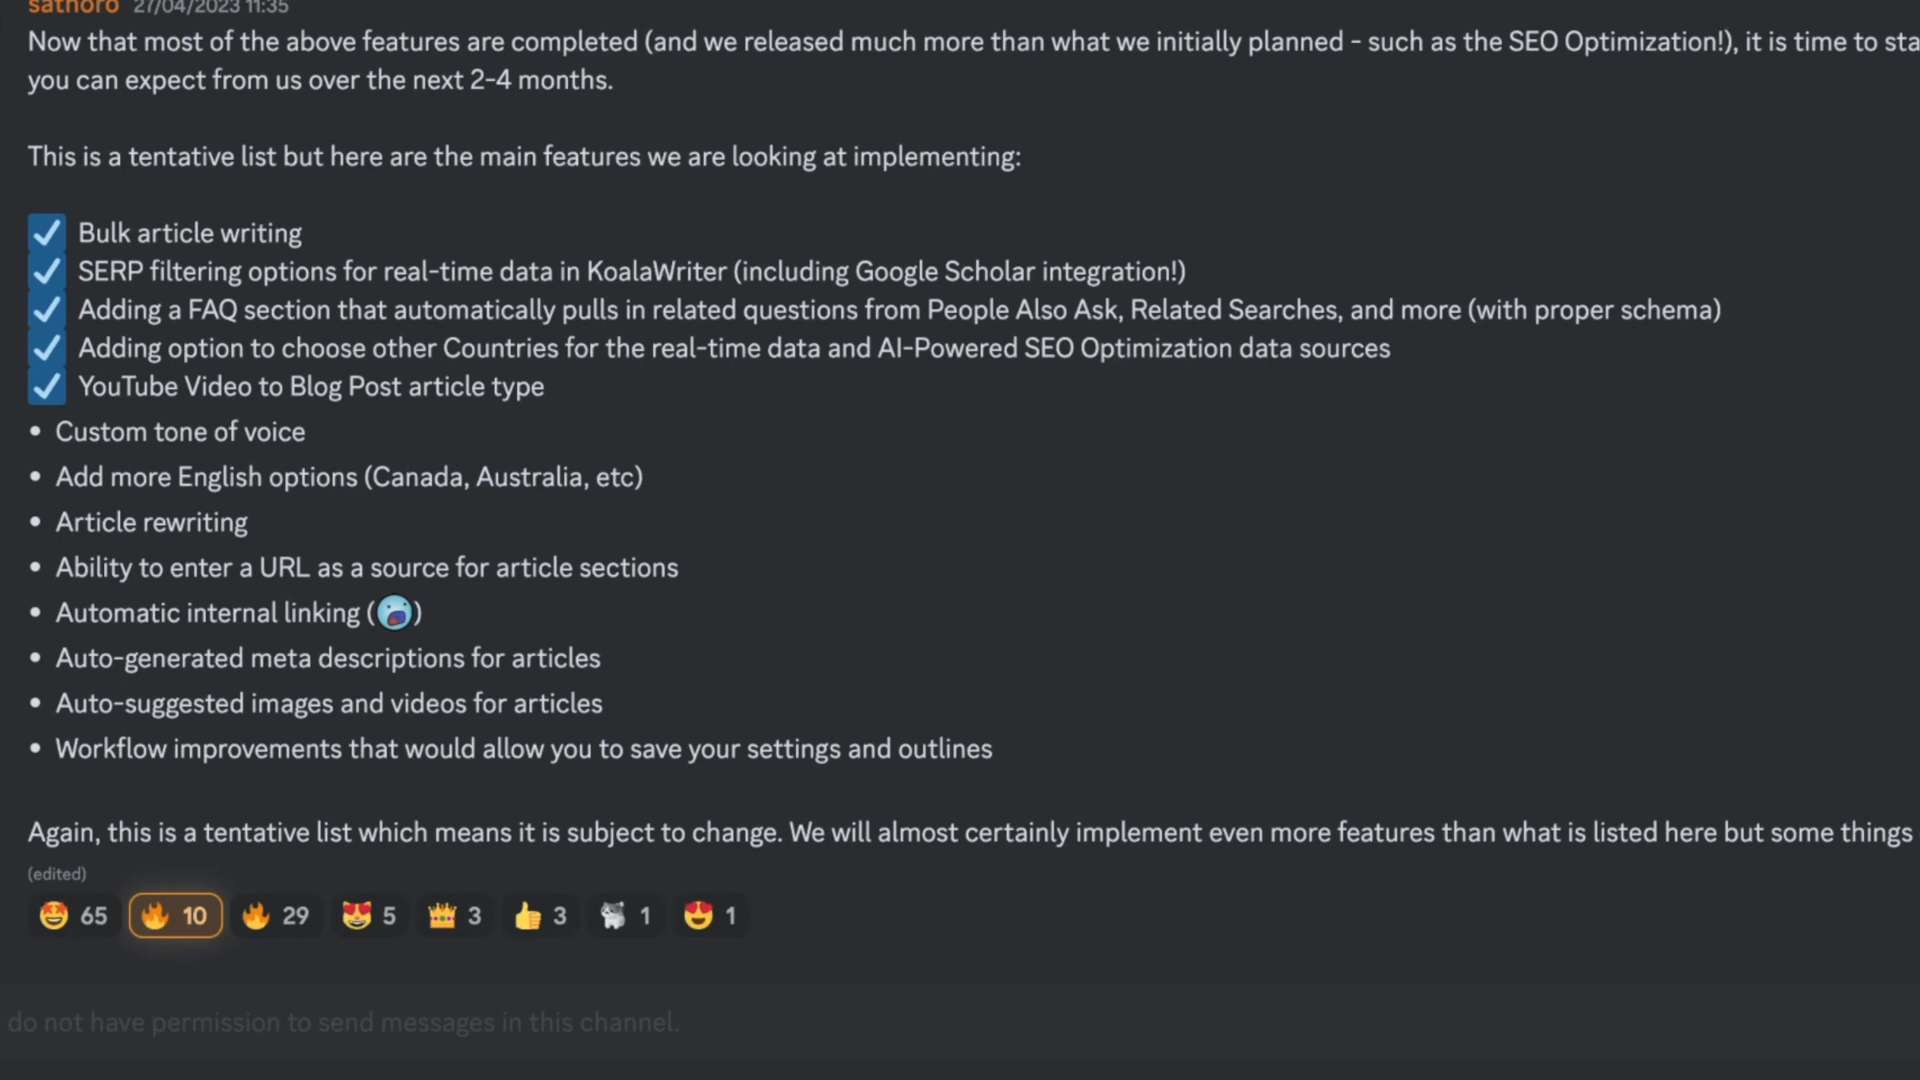 sathoro 27/04/2023 11:35
Now that most of the above features are completed (and we released much more than what we initially planned - such as the SEO Optimization!), it is time to sta
you can expect from us over the next 2-4 months.
This is a tentative list but here are the main features we are looking at implementing:
Bulk article writing
SERP filtering options for real-time data in KoalaWriter (including Google Scholar integration!)
Adding a FAQ section that automatically pulls in related questions from People Also Ask, Related Searches, and more (with proper schema)
Adding option to choose other Countries for the real-time data and AI-Powered SEO Optimization data sources
YouTube Video to Blog Post article type
• Custom tone of voice
• Add more English options (Canada, Australia, etc)
• Article rewriting
• Ability to enter a URL as a source for article sections
• Automatic internal linking ( )
• Auto-generated meta descriptions for articles
• Auto-suggested images and videos for articles
• Workflow improvements that would allow you to save your settings and outlines
Again, this is a tentative list which means it is subject to change. We will almost certainly implement even more features than what is listed here but some things
(edited)
65 10 29 5 3 3 1 1
do not have permission to send messages in this channel.